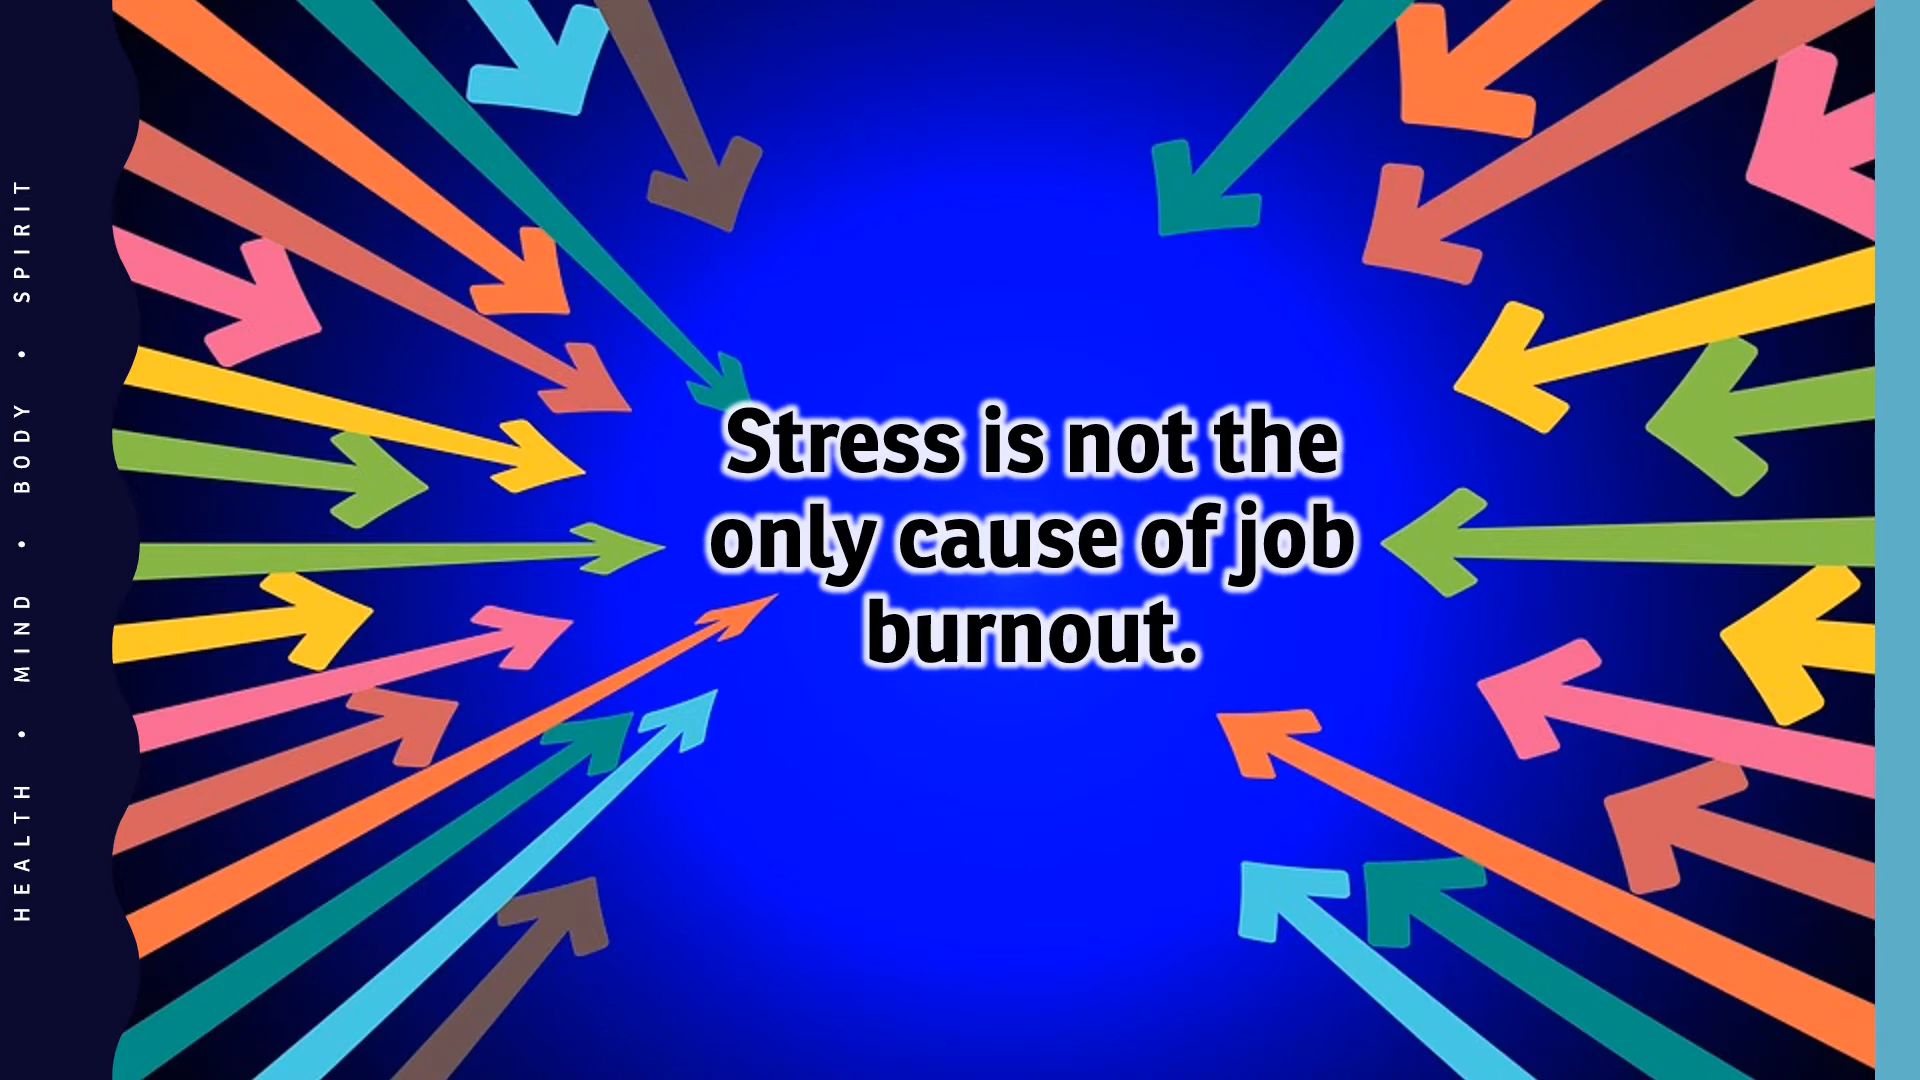 HEALTH • MIND • BODY • SPIRIT
Stress is not the
only cause of job
burnout.